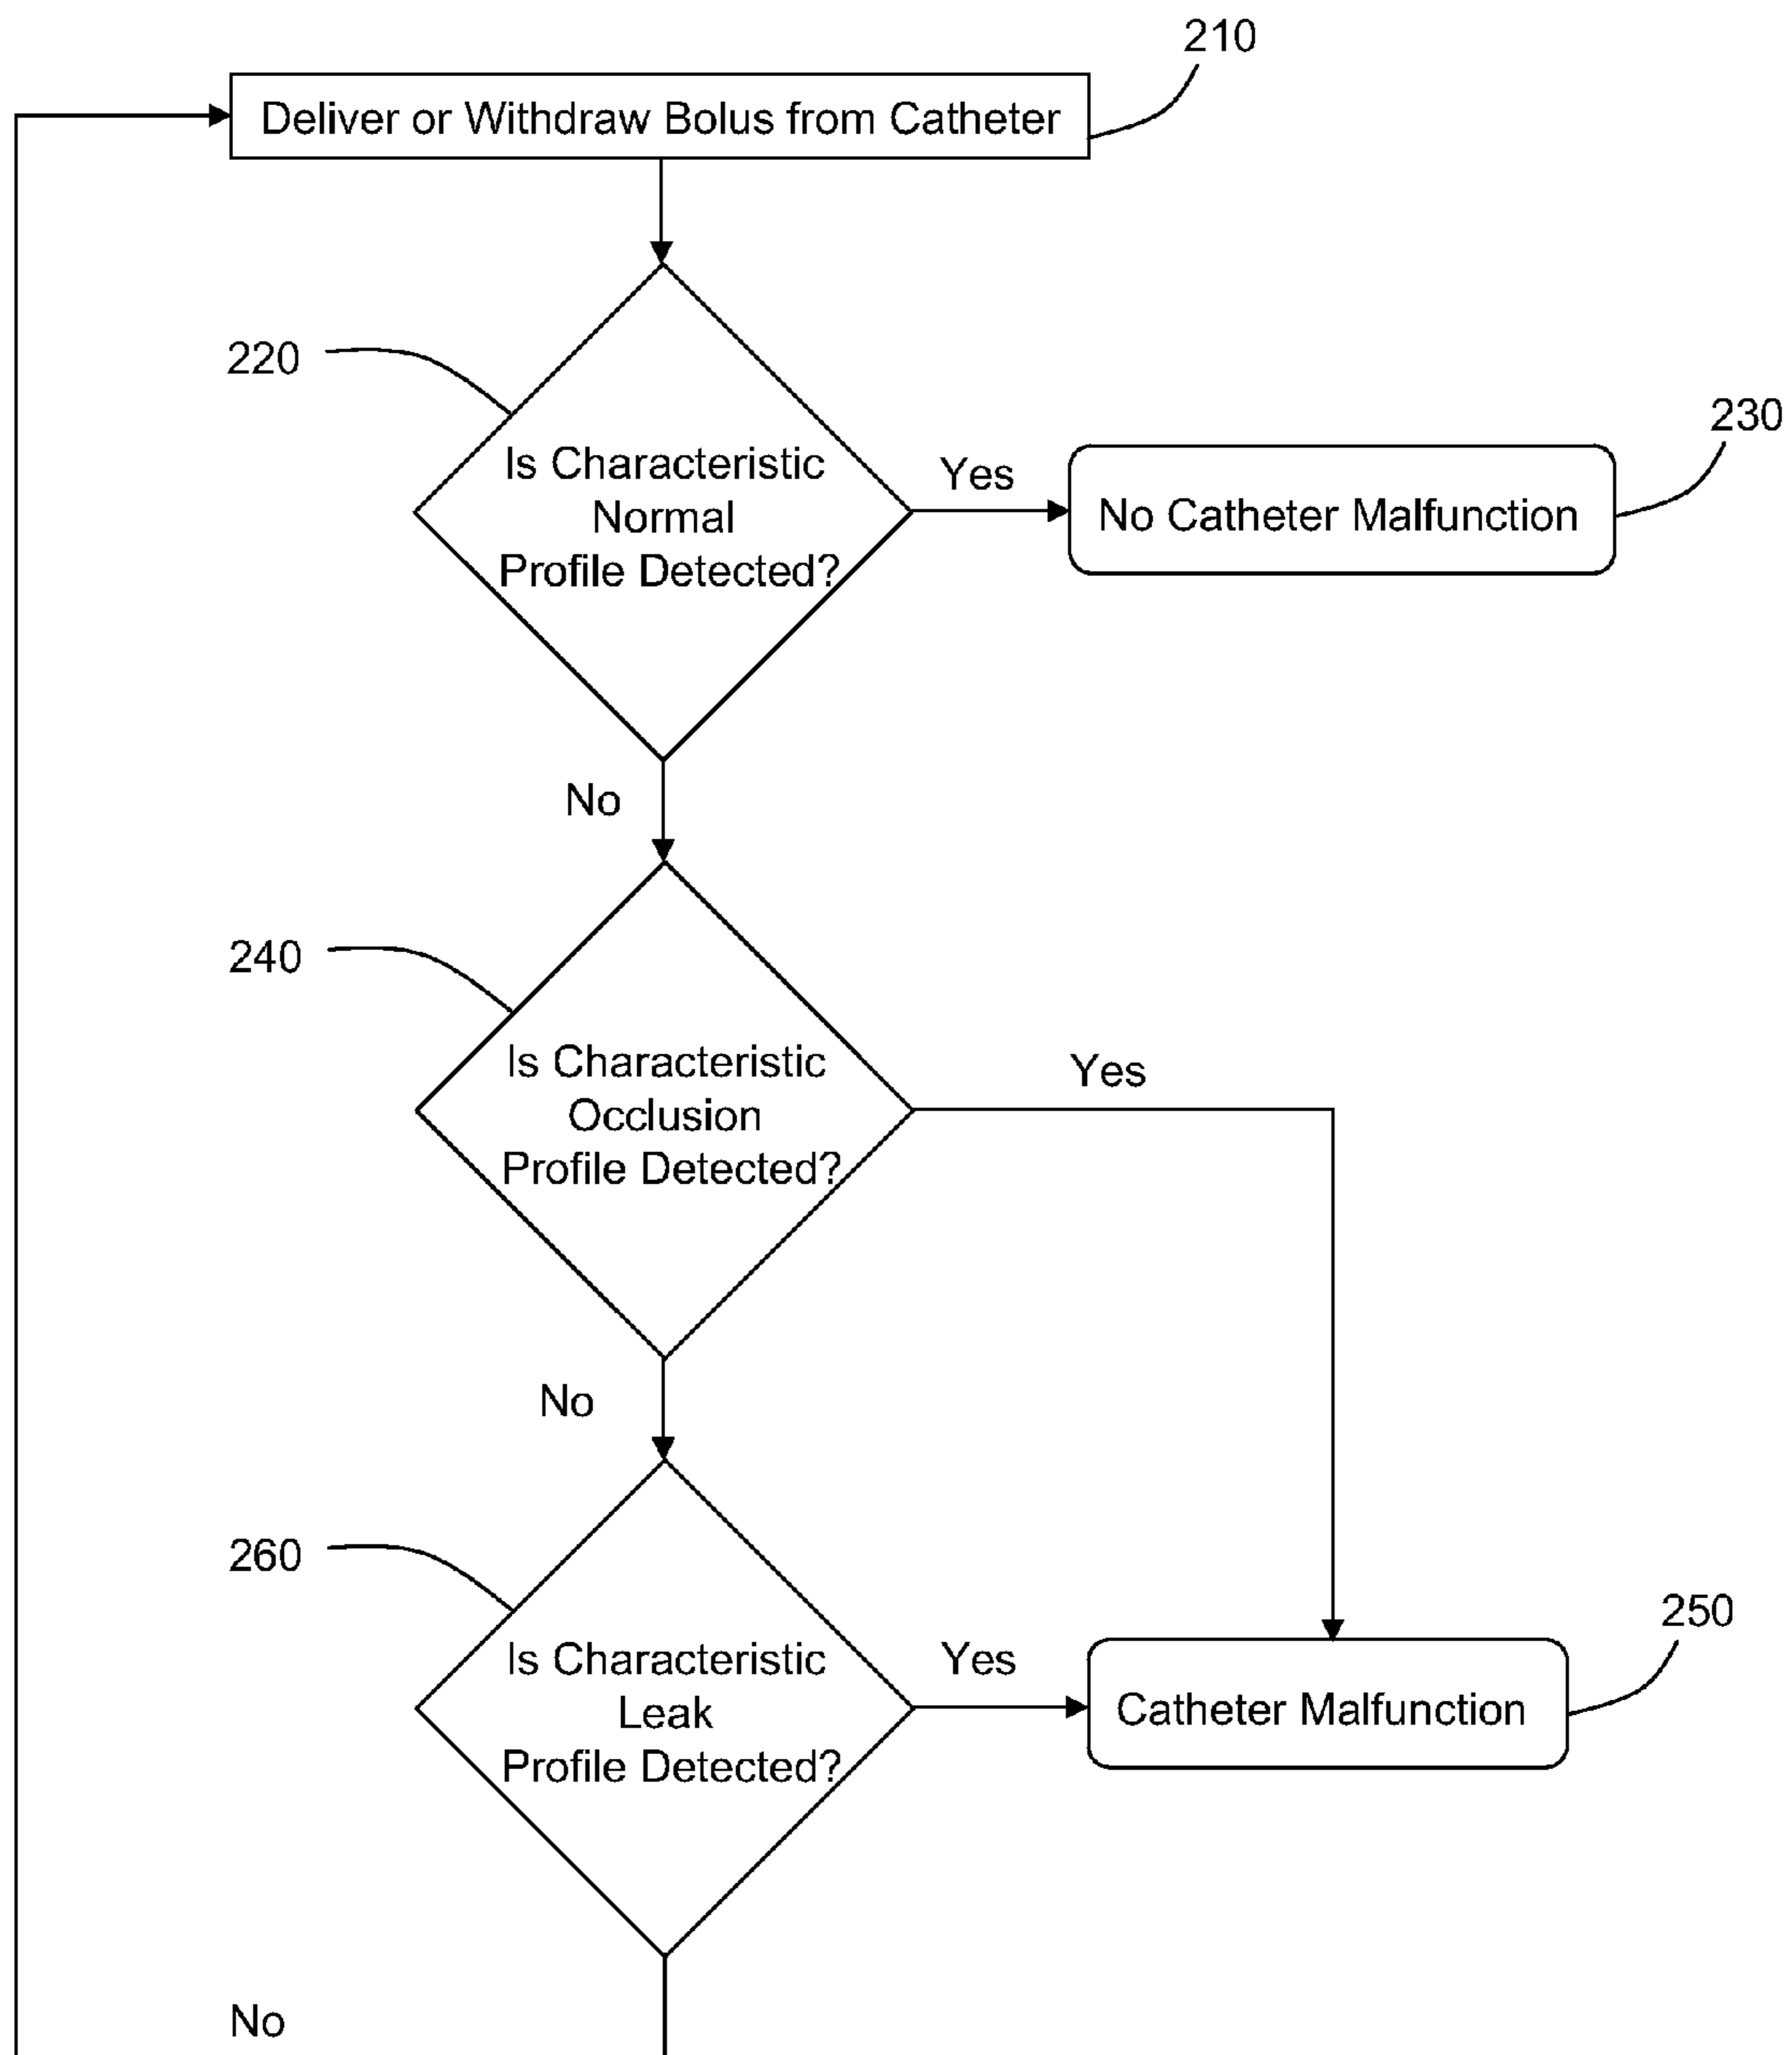 210
Deliver or Withdraw Bolus from Catheter
220
Is Characteristic
Normal
Profile Detected?
Yes
230
No Catheter Malfunction
No
240
Is Characteristic
Occlusion
Profile Detected?
Yes
No
260
Is Characteristic
Leak
Profile Detected?
Yes
250
Catheter Malfunction
No